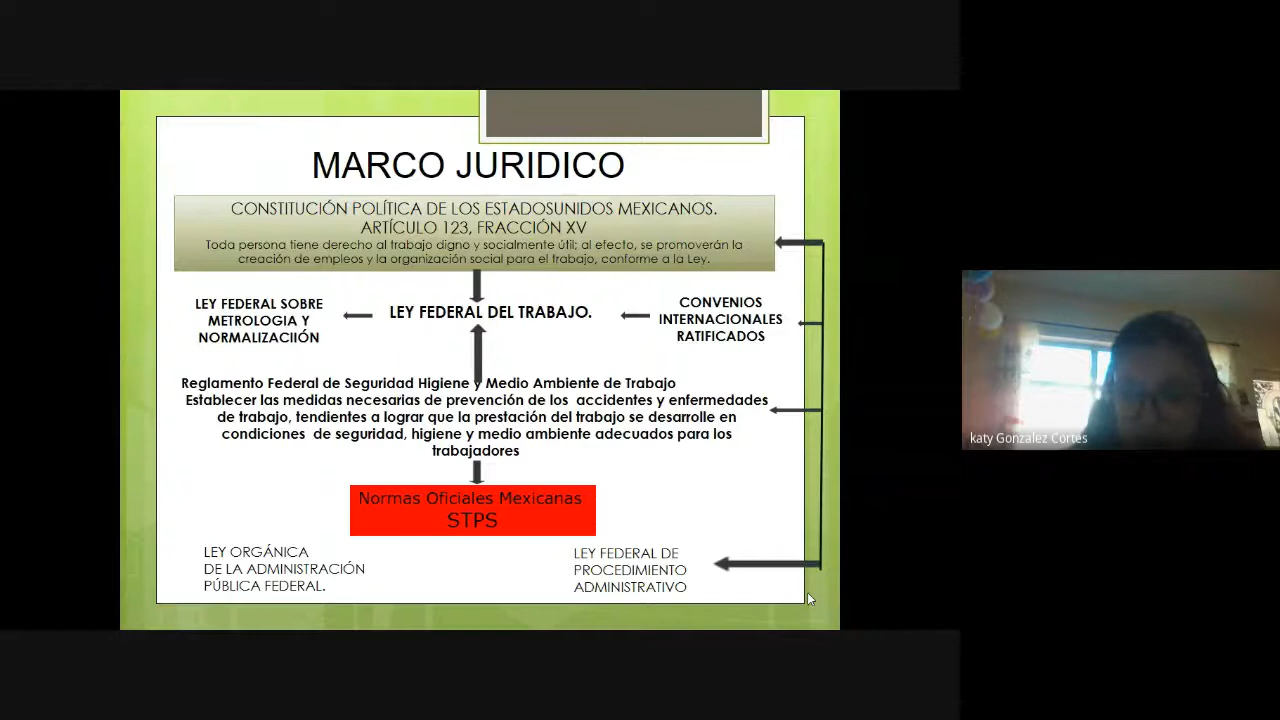 MARCO JURIDICO
CONSTITUCIÓN POLÍTICA DE LOS ESTADOSUNIDOS MEXICANOS.
ARTÍCULO 123, FRACCIÓN XV
Toda persona tiene derecho al trabajo digno y socialmente útil; al efecto, se promoverán la
creación de empleos y la organización social para el trabajo, conforme a la Ley.
LEY FEDERAL SOBRE
METROLOGIA Y
NORMALIZACIIÓN
LEY FEDERAL DEL TRABAJO.
CONVENIOS
INTERNACIONALES
RATIFICADOS
Reglamento Federal de Seguridad Higiene y Medio Ambiente de Trabajo
Establecer las medidas necesarias de prevención de los accidentes y enfermedades
de trabajo, tendientes a lograr que la prestación del trabajo se desarrolle en
condiciones de seguridad, higiene y medio ambiente adecuados para los
trabajadores
Normas Oficiales Mexicanas
STPS
LEY ORGÁNICA
DE LA ADMINISTRACIÓN
PÚBLICA FEDERAL.
LEY FEDERAL DE
PROCEDIMIENTO
ADMINISTRATIVO
katy Gonzalez Cortes